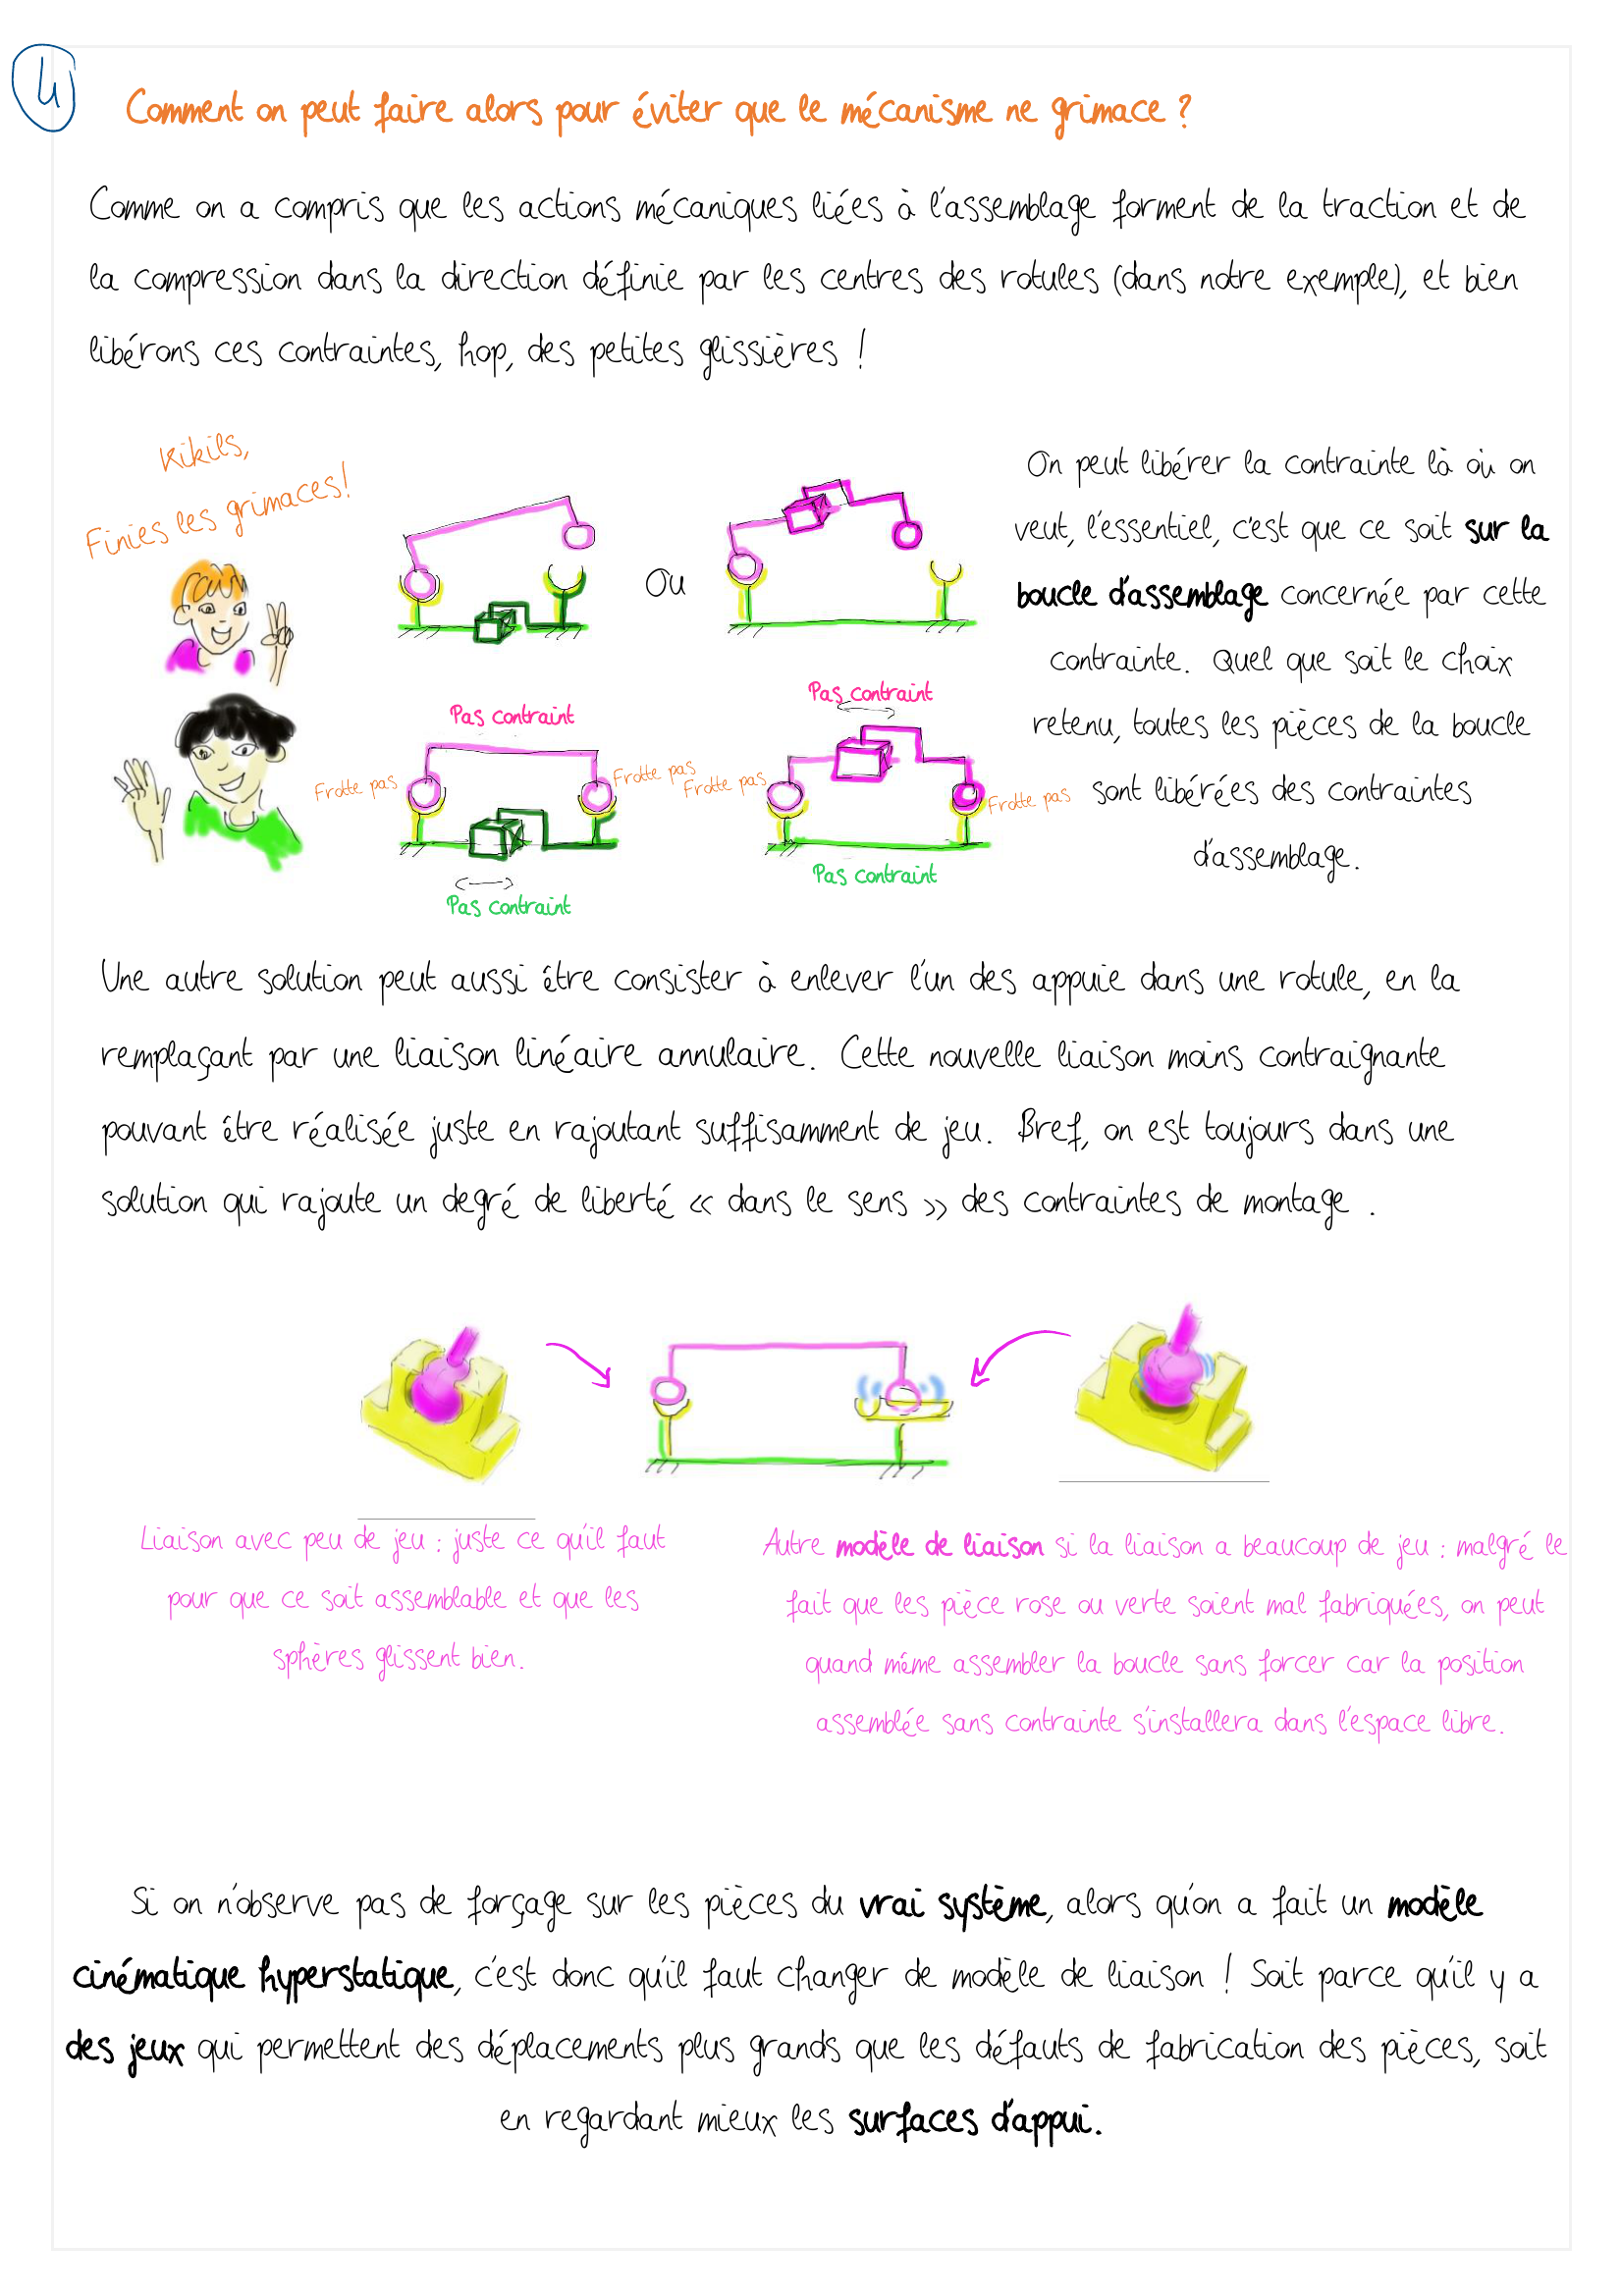 4
Comment on peut faire alors pour éviter que le mécanisme ne grimace ?
Comme on a compris que les actions mécaniques liées à l'assemblage forment de la traction et de
la compression dans la direction définie par les centres des rotules (dans notre exemple), et bien
libérons ces contraintes, hop, des petites glissières !
Kikils,
Finies les grimaces!
Ou
Pas contraint
Frotte pas
Frotte pas
Pas contraint
Pas contraint
Frotte pas
Frotte pas
Pas contraint
On peut libérer la contrainte là où on
veut, l'essentiel, c'est que ce soit sur la
boucle d'assemblage concernée par cette
contrainte. Quel que soit le choix
retenu, toutes les pièces de la boucle
sont libérées des contraintes
d'assemblage.
Une autre solution peut aussi être consister à enlever l'un des appuie dans une rotule, en la
remplaçant par une liaison linéaire annulaire. Cette nouvelle liaison moins contraignante
pouvant être réalisée juste en rajoutant suffisamment de jeu. Bref, on est toujours dans une
solution qui rajoute un degré de liberté « dans le sens » des contraintes de montage .
Liaison avec peu de jeu : juste ce qu'il faut
pour que ce soit assemblable et que les
sphères glissent bien.
Autre modèle de liaison si la liaison a beaucoup de jeu : malgré le
fait que les pièce rose ou verte soient mal fabriquées, on peut
quand même assembler la boucle sans forcer car la position
assemblée sans contrainte s'installera dans l'espace libre.
Si on n'observe pas de forçage sur les pièces du vrai système, alors qu'on a fait un modèle
cinématique hyperstatique, c'est donc qu'il faut changer de modèle de liaison ! Soit parce qu'il y a
des jeux qui permettent des déplacements plus grands que les défauts de fabrication des pièces, soit
en regardant mieux les surfaces d'appui.